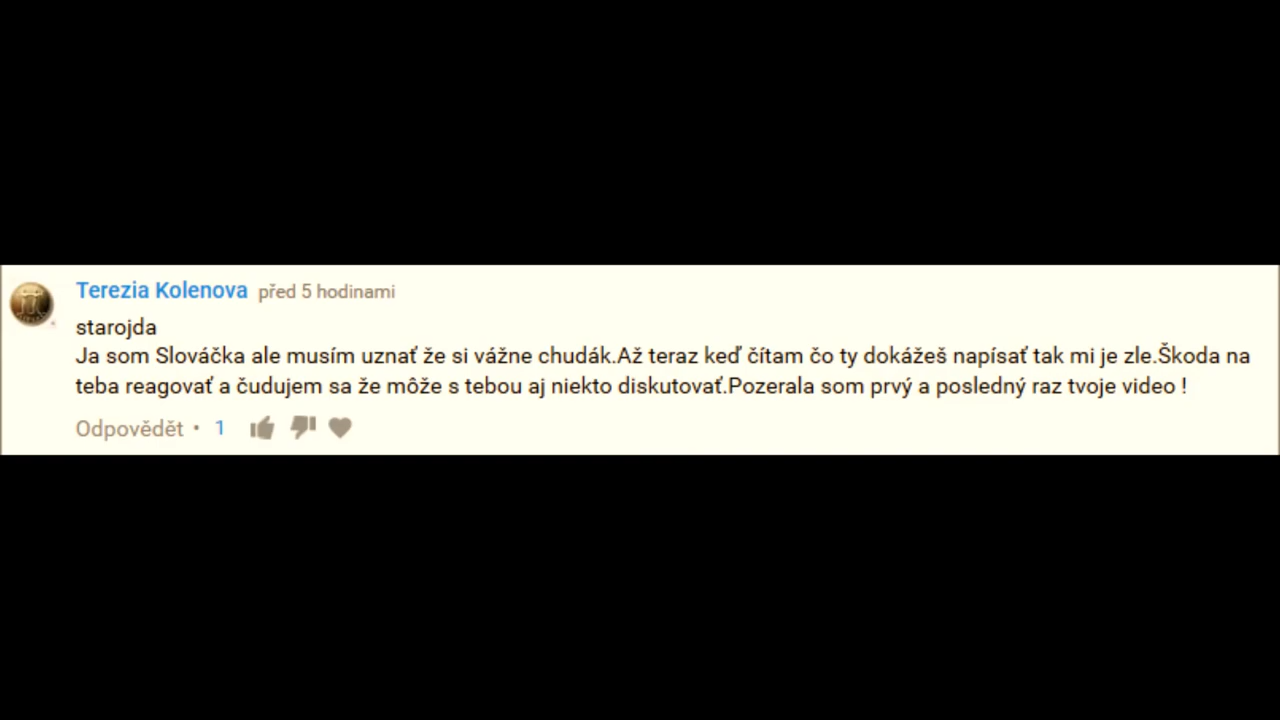 Terezia Kolenova před 5 hodinami
starojda
Ja som Slováčka ale musím uznať že si vážne chudák.Až teraz keď čítam čo ty dokážeš napísať tak mi je zle.Škoda na
teba reagovať a čudujem sa že môže s tebou aj niekto diskutovať.Pozerala som prvý a posledný raz tvoje video !
Odpovědět • 1